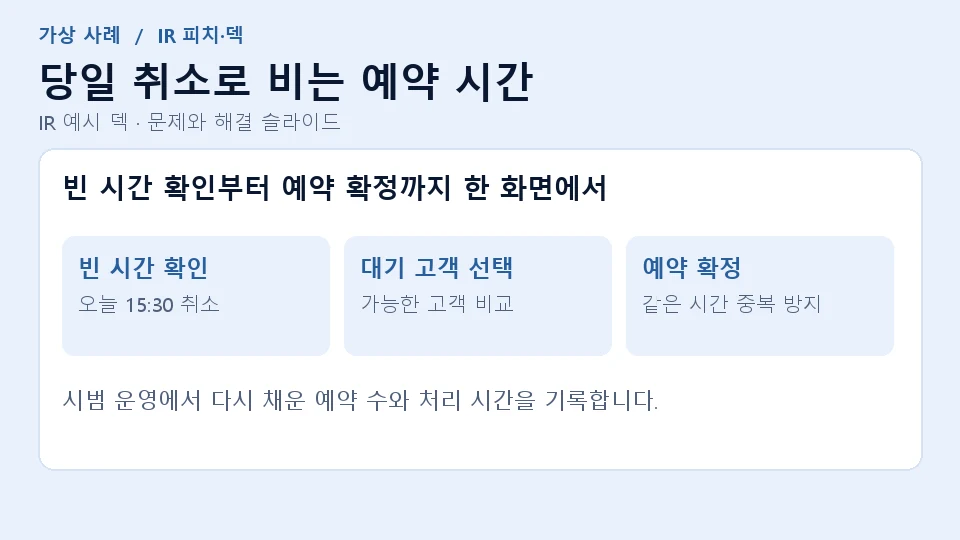 가상 사례 / IR 피치·덱
당일 취소로 비는 예약 시간
IR 예시 덱 · 문제와 해결 슬라이드
빈 시간 확인부터 예약 확정까지 한 화면에서
빈 시간 확인
오늘 15:30 취소
대기 고객 선택
가능한 고객 비교
예약 확정
같은 시간 중복 방지
시범 운영에서 다시 채운 예약 수와 처리 시간을 기록합니다.